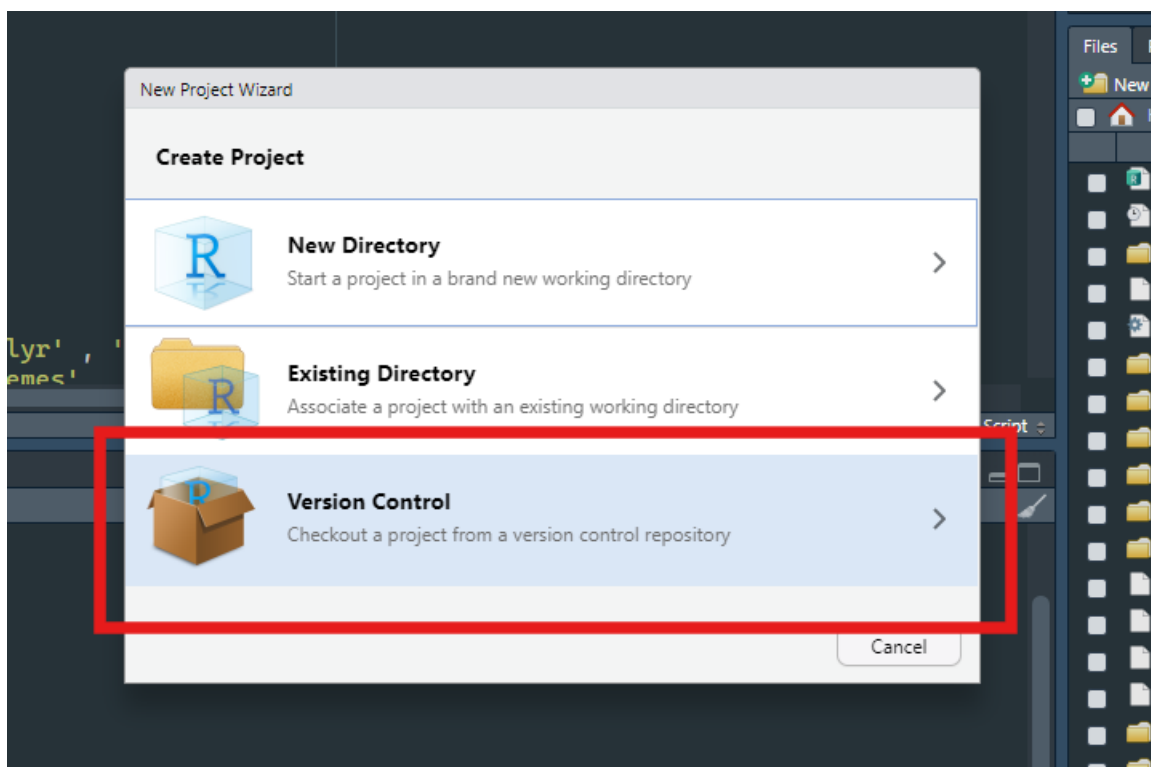 Files
New Project Wizard
New
Create Project
R
New Directory
Start a project in a brand new working directory
lyr' , '
emes'
R
Existing Directory
Associate a project with an existing working directory
Script
R
Version Control
Checkout a project from a version control repository
Cancel